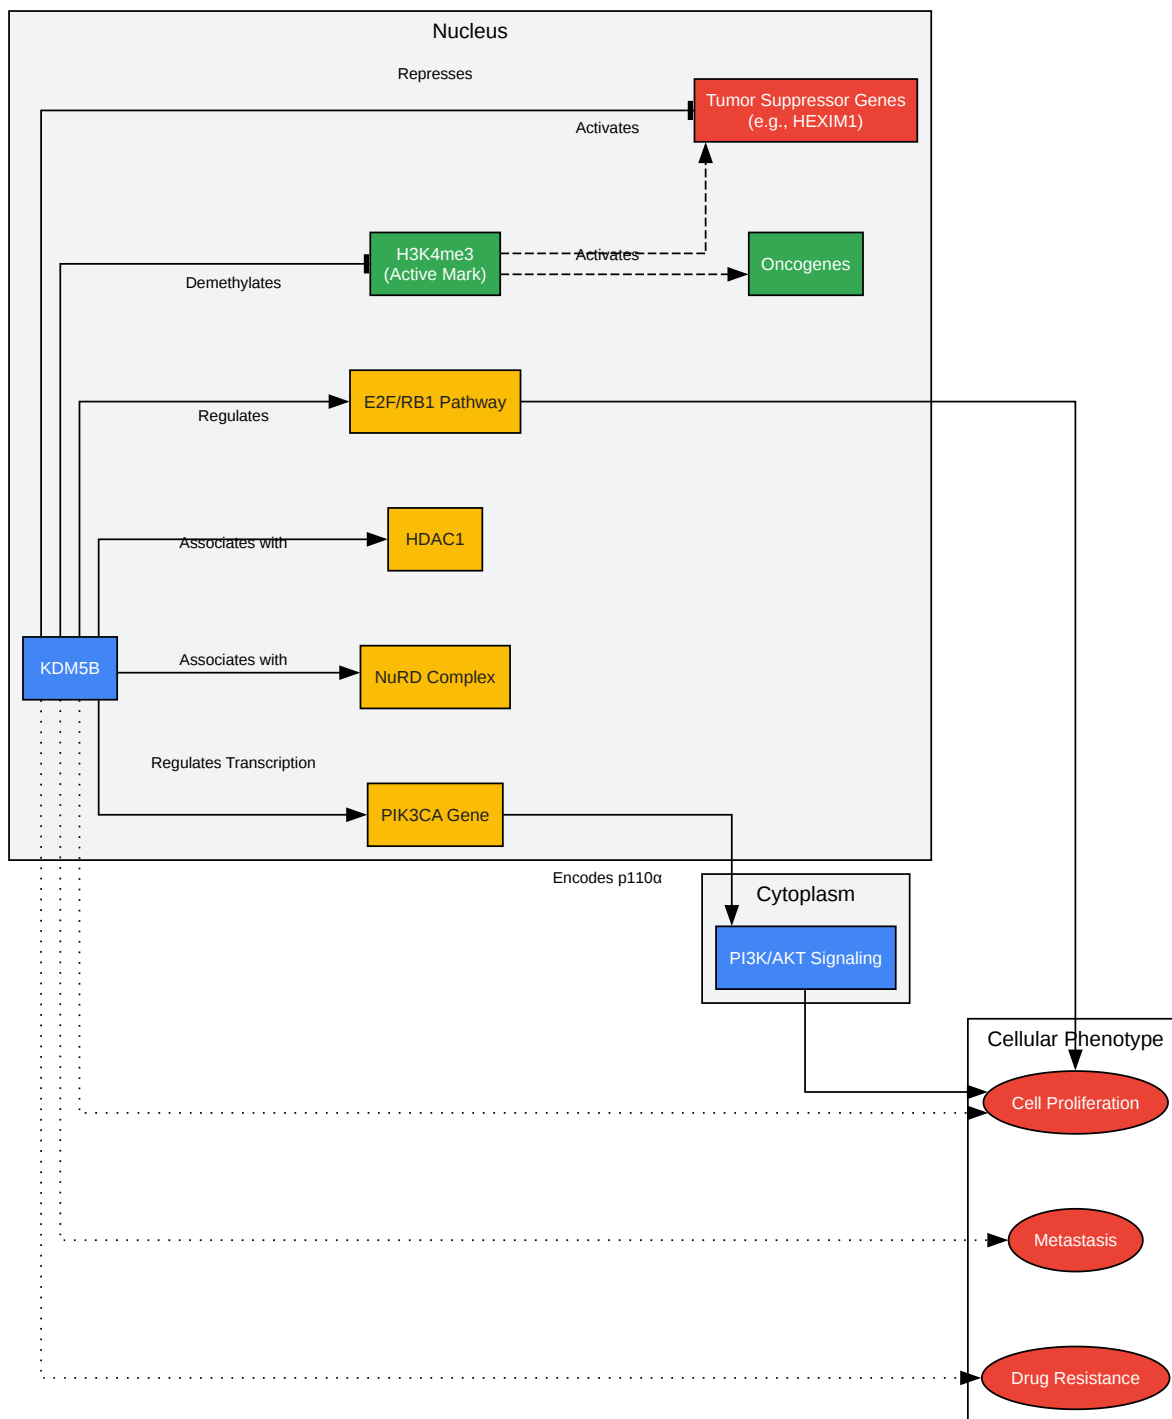 Nucleus
Represses
Tumor Suppressor Genes
(e.g., HEXIM1)
Activates
H3K4me3
(Active Mark)
Activates
Oncogenes
Demethylates
E2F/RB1 Pathway
Regulates
HDAC1
Associates with
KDM5B
Associates with
NuRD Complex
Regulates Transcription
PIK3CA Gene
Encodes p110α
Cytoplasm
PI3K/AKT Signaling
Cellular Phenotype
Cell Proliferation
Metastasis
Drug Resistance